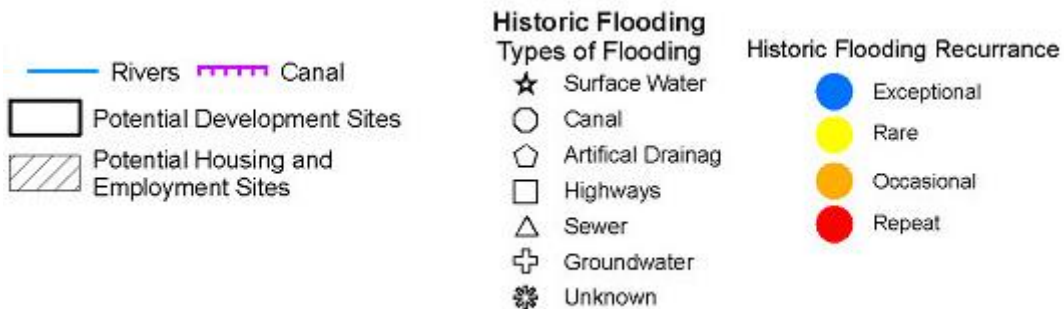 Rivers
Canal
Potential Development Sites
Potential Housing and
Employment Sites
Historic Flooding
Types of Flooding
Surface Water
Canal
Artifical Drainag
Highways
Sewer
Groundwater
Unknown
Historic Flooding Recurrance
Exceptional
Rare
Occasional
Repeat